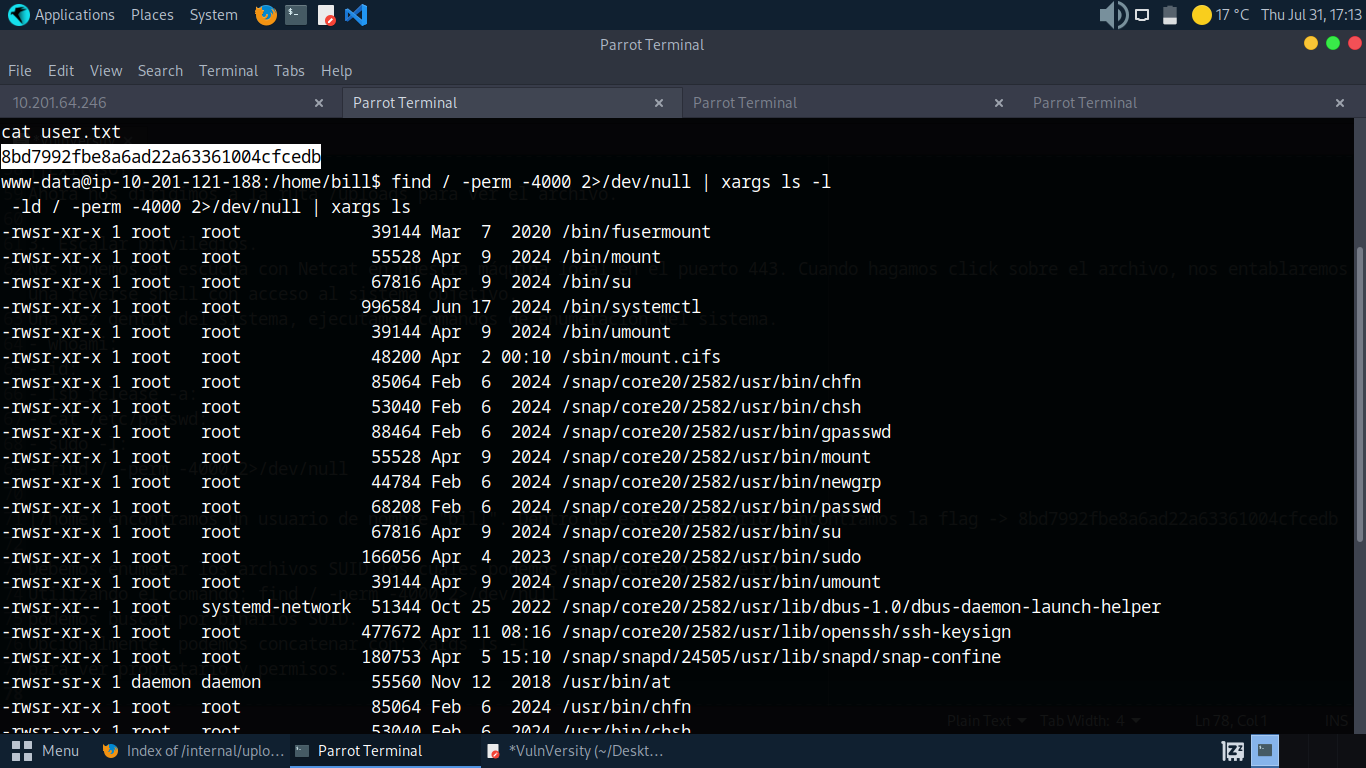 Applications Places System 17 °C Thu Jul 31, 17:13
Parrot Terminal
File Edit View Search Terminal Tabs Help
10.201.64.246 × Parrot Terminal × Parrot Terminal × Parrot Terminal ×
cat user.txt
8bd7992fbe8a6ad22a63361004cfcedb
www-data@ip-10-201-121-188:/home/bill$ find / -perm -4000 2>/dev/null | xargs ls -l
 -ld / -perm -4000 2>/dev/null | xargs ls
-rwsr-xr-x 1 root root 39144 Mar 7 2020 /bin/fusermount
-rwsr-xr-x 1 root root 55528 Apr 9 2024 /bin/mount
-rwsr-xr-x 1 root root 67816 Apr 9 2024 /bin/su
-rwsr-xr-x 1 root root 996584 Jun 17 2024 /bin/systemctl
-rwsr-xr-x 1 root root 39144 Apr 9 2024 /bin/umount
-rwsr-xr-x 1 root root 48200 Apr 2 00:10 /sbin/mount.cifs
-rwsr-xr-x 1 root root 85064 Feb 6 2024 /snap/core20/2582/usr/bin/chfn
-rwsr-xr-x 1 root root 53040 Feb 6 2024 /snap/core20/2582/usr/bin/chsh
-rwsr-xr-x 1 root root 88464 Feb 6 2024 /snap/core20/2582/usr/bin/gpasswd
-rwsr-xr-x 1 root root 55528 Apr 9 2024 /snap/core20/2582/usr/bin/mount
-rwsr-xr-x 1 root root 44784 Feb 6 2024 /snap/core20/2582/usr/bin/newgrp
-rwsr-xr-x 1 root root 68208 Feb 6 2024 /snap/core20/2582/usr/bin/passwd
-rwsr-xr-x 1 root root 67816 Apr 9 2024 /snap/core20/2582/usr/bin/su
-rwsr-xr-x 1 root root 166056 Apr 4 2023 /snap/core20/2582/usr/bin/sudo
-rwsr-xr-x 1 root root 39144 Apr 9 2024 /snap/core20/2582/usr/bin/umount
-rwsr-xr-- 1 root systemd-network 51344 Oct 25 2022 /snap/core20/2582/usr/lib/dbus-1.0/dbus-daemon-launch-helper
-rwsr-xr-x 1 root root 477672 Apr 11 08:16 /snap/core20/2582/usr/lib/openssh/ssh-keysign
-rwsr-xr-x 1 root root 180753 Apr 5 15:10 /snap/snapd/24505/usr/lib/snapd/snap-confine
-rwsr-sr-x 1 daemon daemon 55560 Nov 12 2018 /usr/bin/at
-rwsr-xr-x 1 root root 85064 Feb 6 2024 /usr/bin/chfn
-rwsr-xr-x 1 root root 53040 Feb 6 2024 /usr/bin/chsh
Plain Text Tab Width: 4 Ln 78, Col 1 INS
Menu Index of /internal/uplo... Parrot Terminal *VulnVersity (~/Deskt...